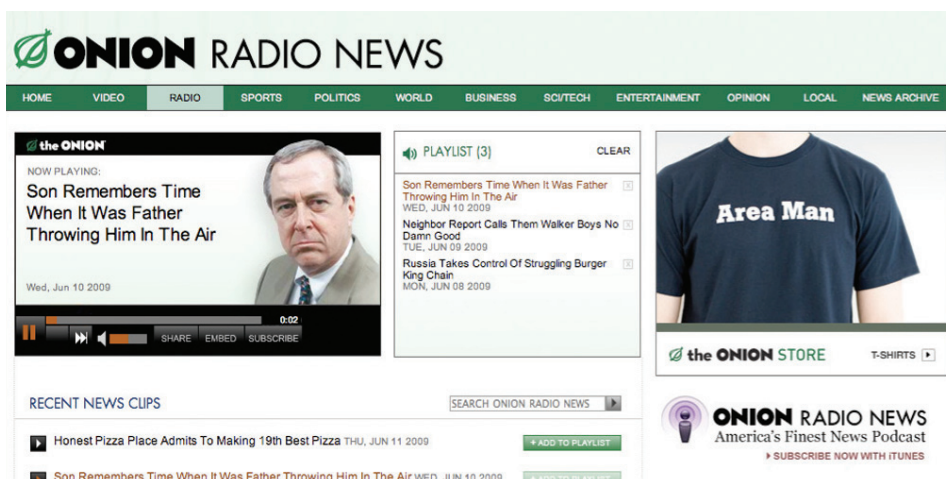 ONION RADIO NEWS
HOME VIDEO RADIO SPORTS POLITICS WORLD BUSINESS SCI/TECH ENTERTAINMENT OPINION LOCAL NEWS ARCHIVE
the ONION
NOW PLAYING:
Son Remembers Time
When It Was Father
Throwing Him In The Air
Wed, Jun 10 2009
0:02
SHARE EMBED SUBSCRIBE
PLAYLIST (3) CLEAR
Son Remembers Time When It Was Father
Throwing Him In The Air
WED, JUN 10 2009
Neighbor Report Calls Them Walker Boys No
Damn Good
TUE, JUN 09 2009
Russia Takes Control Of Struggling Burger
King Chain
MON, JUN 08 2009
Area Man
the ONION STORE T-SHIRTS
RECENT NEWS CLIPS SEARCH ONION RADIO NEWS
Honest Pizza Place Admits To Making 19th Best Pizza THU, JUN 11 2009 + ADD TO PLAYLIST
Son Remembers Time When It Was Father Throwing Him In The Air WED, JUN 10 2009 + ADD TO PLAYLIST
ONION RADIO NEWS
America's Finest News Podcast
SUBSCRIBE NOW WITH iTUNES